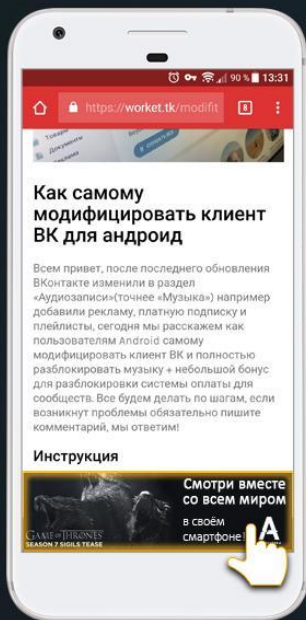 90 % 13:31
https://worket.tk/modifit 8
Товары
Документы
Реклама
Как самому
модифицировать клиент
ВК для андроид
Всем привет, после последнего обновления
ВКонтакте изменили в раздел
«Аудиозаписи»(точнее «Музыка») например
добавили рекламу, платную подписку и
плейлисты, сегодня мы расскажем как
пользователям Android самому
модифицировать клиент ВК и полностью
разблокировать музыку + небольшой бонус
для разблокировки системы оплаты для
сообществ. Все будем делать по шагам, если
возникнут проблемы обязательно пишите
комментарий, мы ответим!
Инструкция
Смотри вместе
со всем миром
в своём
смартфоне!
A
GAME OF THRONES
SEASON 7 SIGILS TEASE